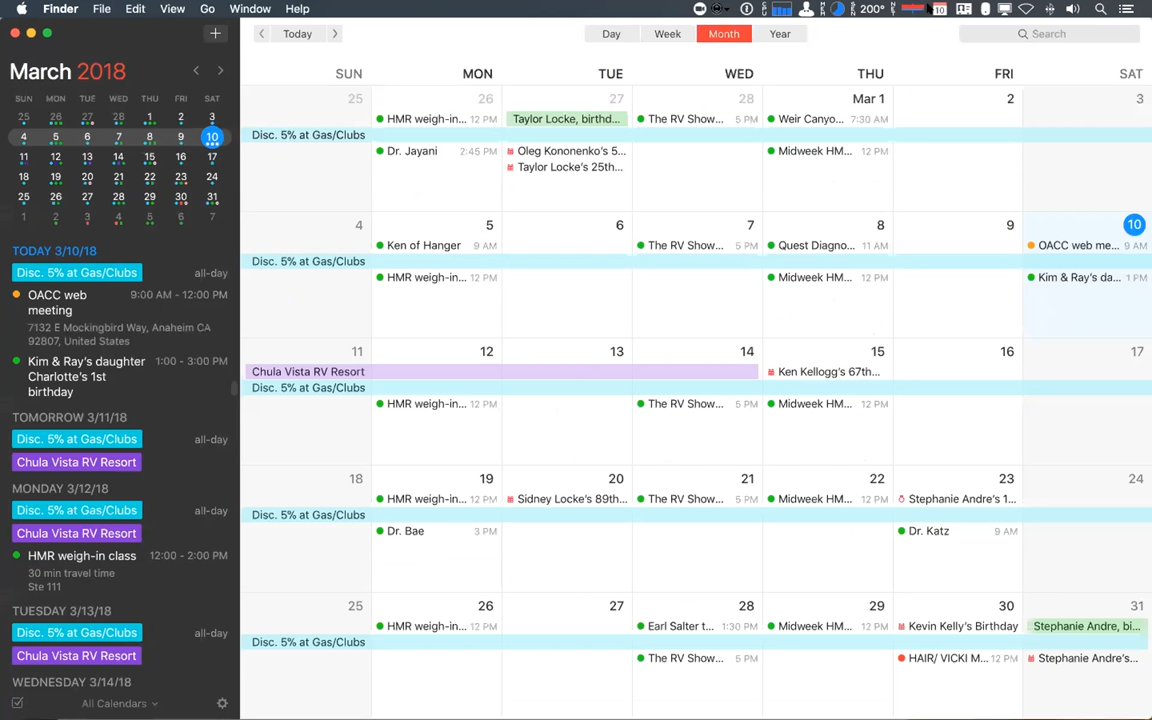 Finder File Edit View Go Window Help 200° 10
Today Day Week Month Year Search
March 2018
SUN MON TUE WED THU FRI SAT
25 26 27 28 1 2 3
4 5 6 7 8 9 10
11 12 13 14 15 16 17
18 19 20 21 22 23 24
25 26 27 28 29 30 31
1 2 3 4 5 6 7
TODAY 3/10/18
Disc. 5% at Gas/Clubs all-day
OACC web meeting 9:00 AM - 12:00 PM
7132 E Mockingbird Way, Anaheim CA
92807, United States
Kim & Ray's daughter 1:00 - 3:00 PM
Charlotte's 1st
birthday
TOMORROW 3/11/18
Disc. 5% at Gas/Clubs all-day
Chula Vista RV Resort
MONDAY 3/12/18
Disc. 5% at Gas/Clubs all-day
Chula Vista RV Resort
HMR weigh-in class 12:00 - 2:00 PM
30 min travel time
Ste 111
TUESDAY 3/13/18
Disc. 5% at Gas/Clubs all-day
Chula Vista RV Resort
WEDNESDAY 3/14/18
All Calendars
SUN MON TUE WED THU FRI SAT
25 26 27 28 Mar 1 2 3
HMR weigh-in... 12 PM Taylor Locke, birthd... The RV Show... 5 PM Weir Canyo... 7:30 AM
Disc. 5% at Gas/Clubs
Dr. Jayani 2:45 PM Oleg Kononenko's 5... Midweek HM... 12 PM
Taylor Locke's 25th...
4 5 6 7 8 9 10
Ken of Hanger 9 AM The RV Show... 5 PM Quest Diagno... 11 AM OACC web me... 9 AM
Disc. 5% at Gas/Clubs
HMR weigh-in... 12 PM Midweek HM... 12 PM Kim & Ray's da... 1 PM
11 12 13 14 15 16 17
Chula Vista RV Resort Ken Kellogg's 67th...
Disc. 5% at Gas/Clubs
HMR weigh-in... 12 PM The RV Show... 5 PM Midweek HM... 12 PM
18 19 20 21 22 23 24
HMR weigh-in... 12 PM Sidney Locke's 89th... The RV Show... 5 PM Midweek HM... 12 PM Stephanie Andre's 1...
Disc. 5% at Gas/Clubs
Dr. Bae 3 PM Dr. Katz 9 AM
25 26 27 28 29 30 31
HMR weigh-in... 12 PM Earl Salter t... 1:30 PM Midweek HM... 12 PM Kevin Kelly's Birthday Stephanie Andre, bi...
Disc. 5% at Gas/Clubs
The RV Show... 5 PM HAIR/ VICKI M... 12 PM Stephanie Andre's...